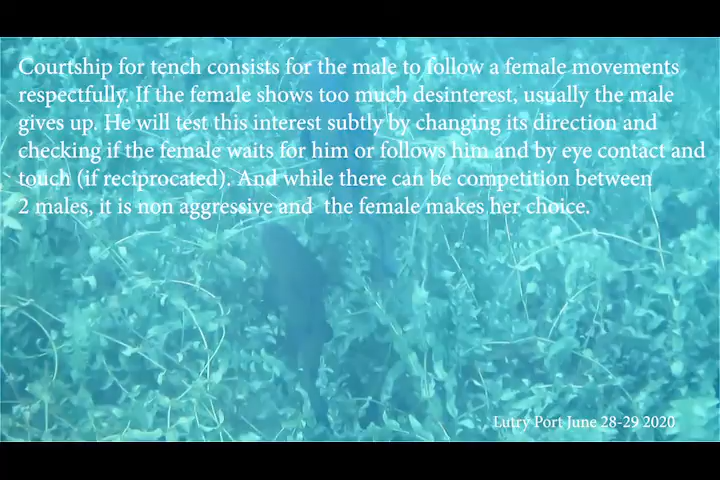 Courtship for tench consists for the male to follow a female movements
respectfully. If the female shows too much desinterest, usually the male
gives up. He will test this interest subtly by changing its direction and
checking if the female waits for him or follows him and by eye contact and
touch (if reciprocated). And while there can be competition between
2 males, it is non aggressive and  the female makes her choice.
Lutry Port June 28-29 2020